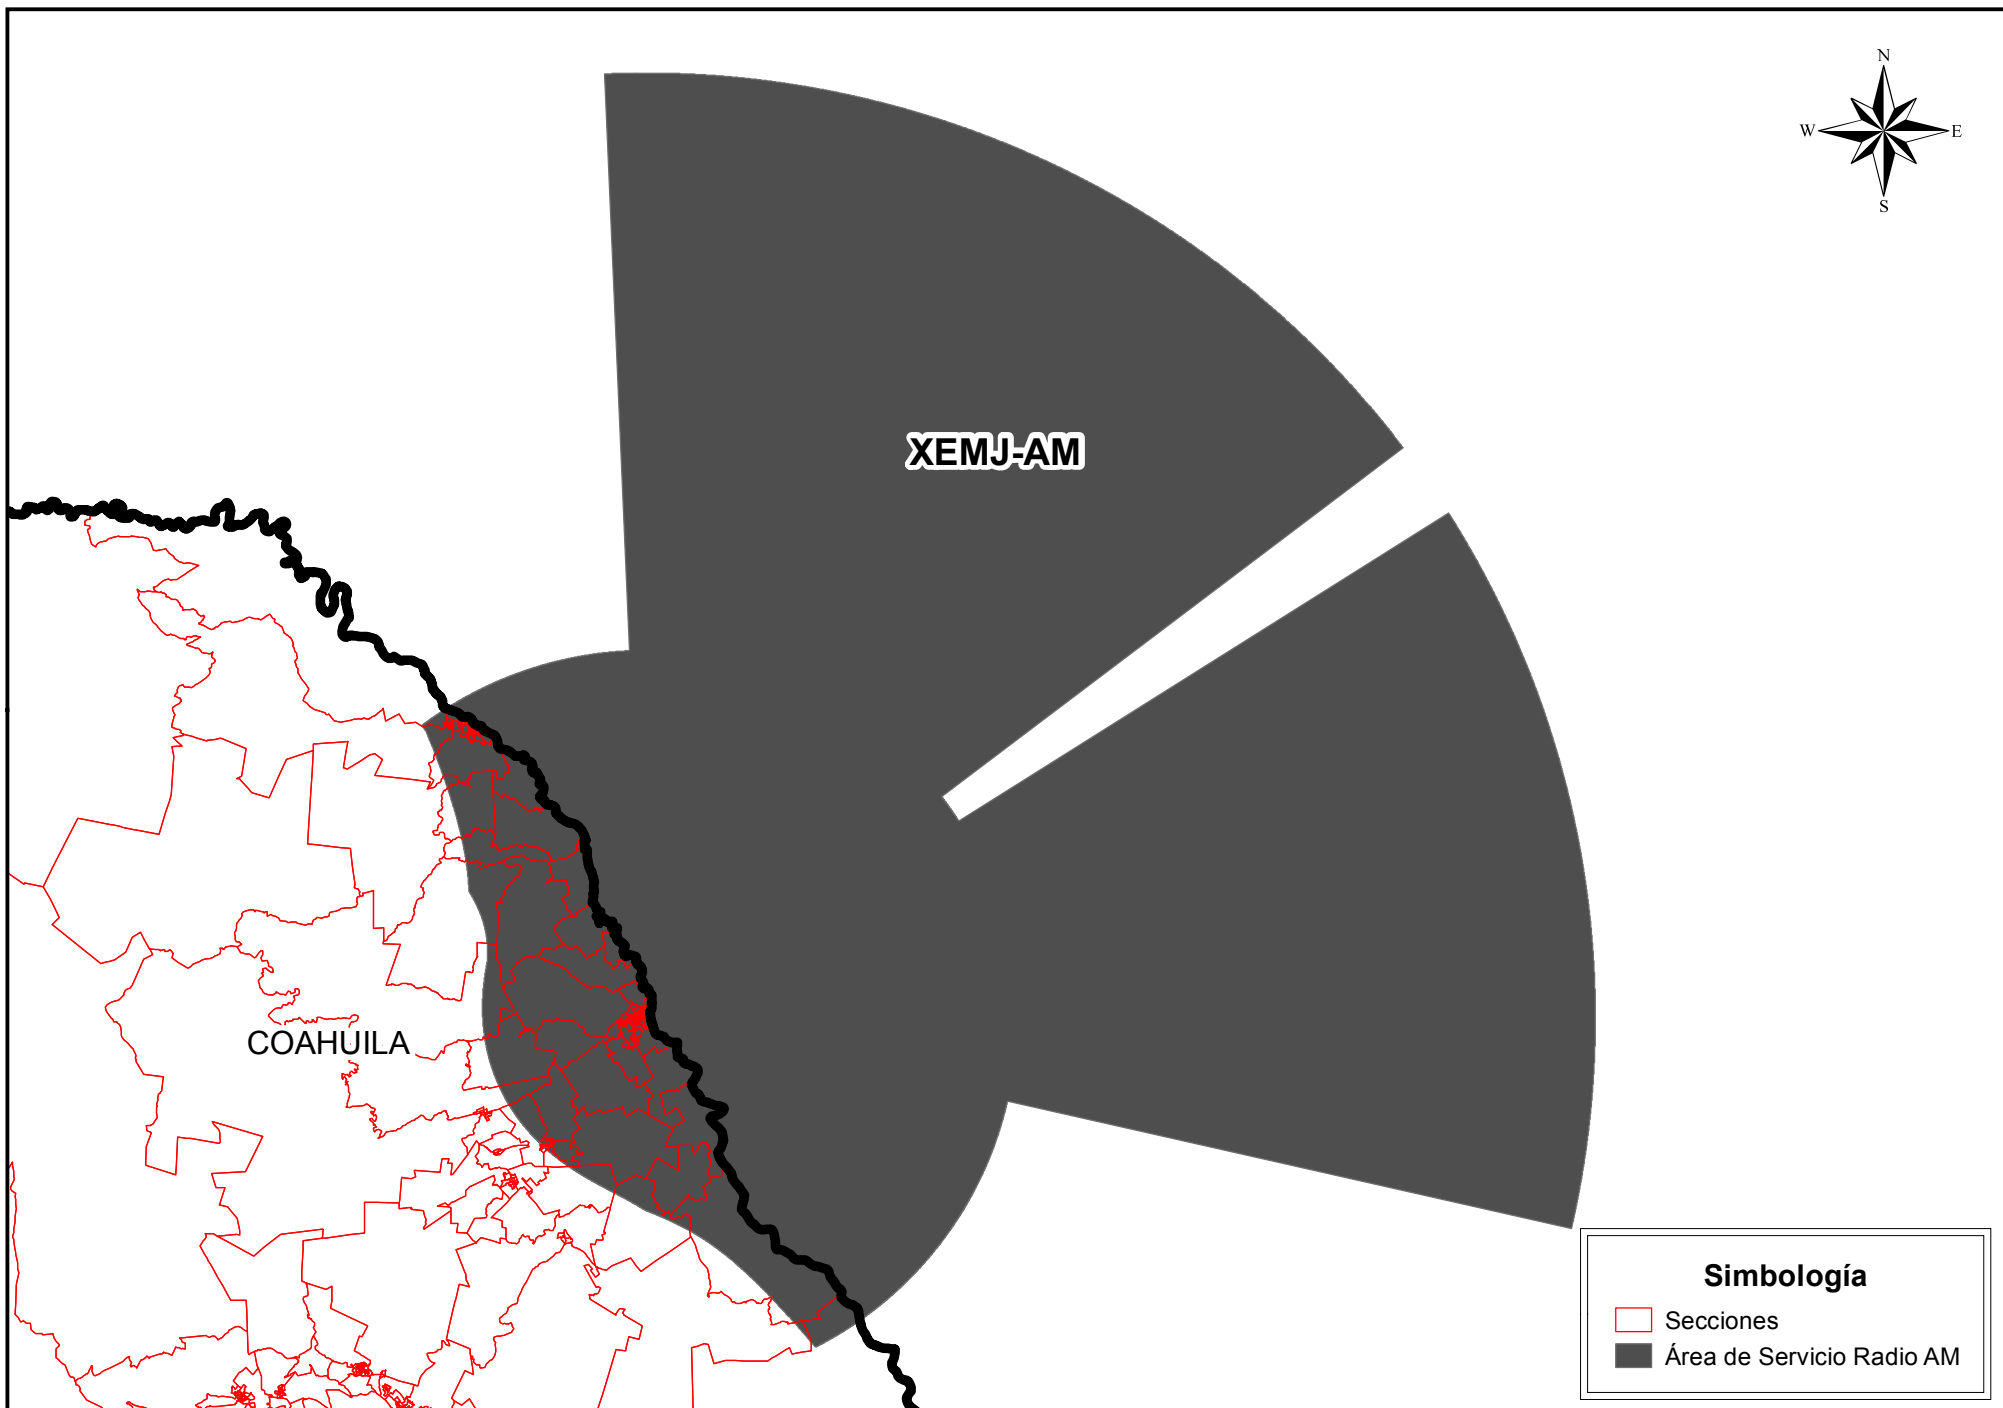 N
W E
S
XEMJ-AM
COAHUILA
Simbología
Secciones
Área de Servicio Radio AM